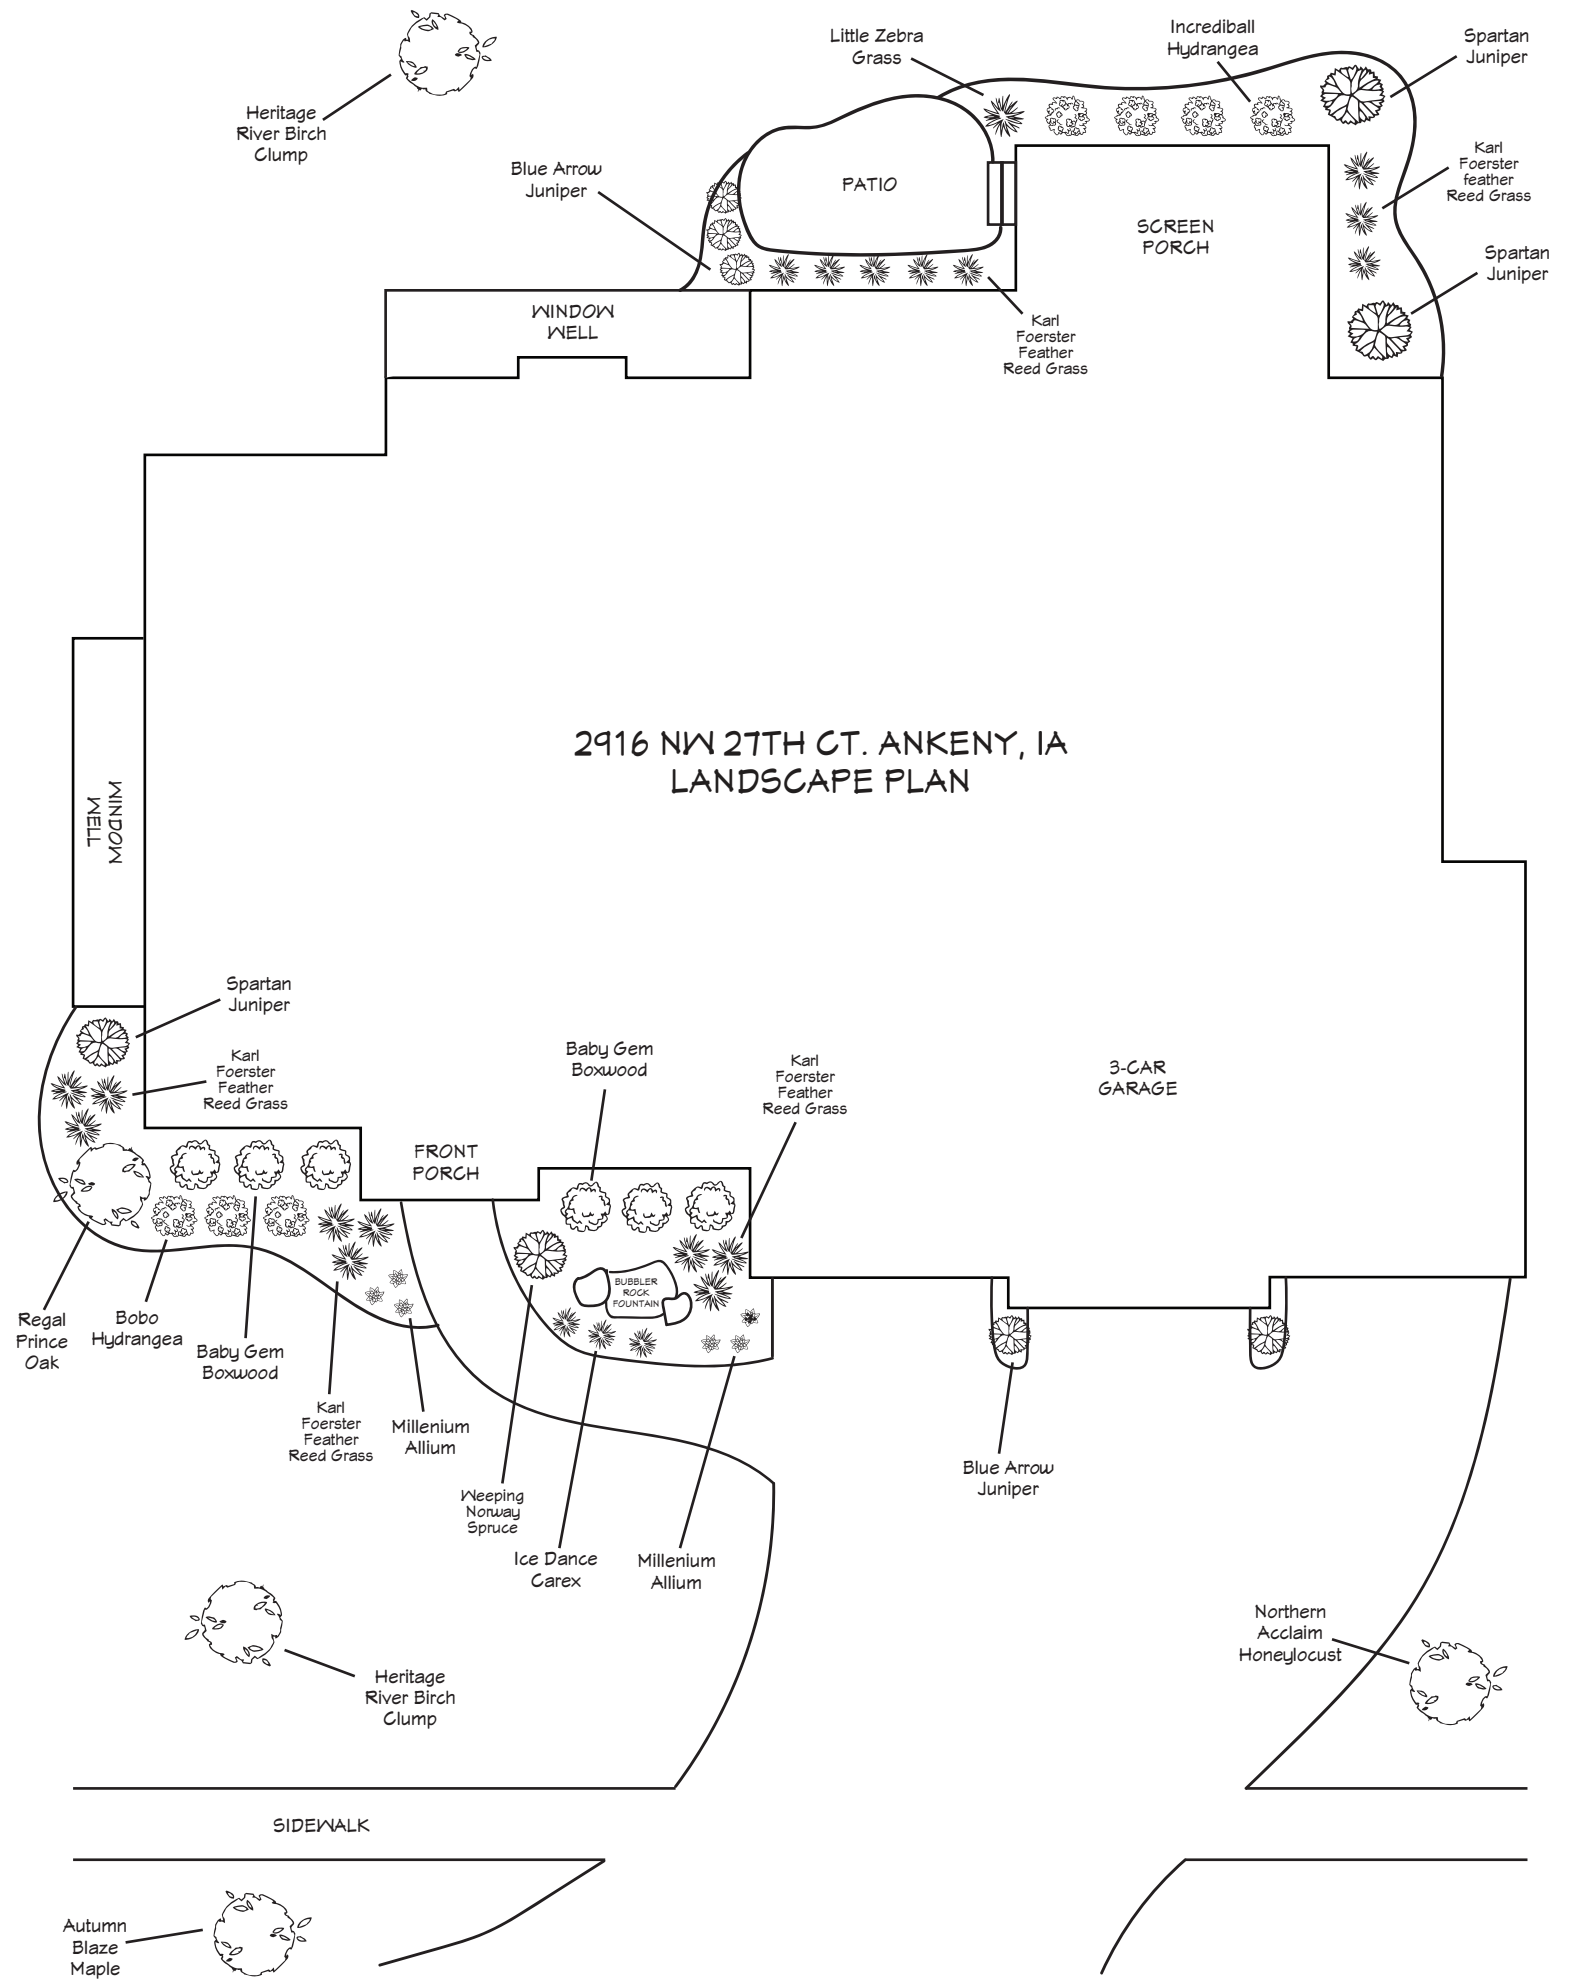 Little Zebra
Grass
Incrediball
Hydrangea
Spartan
Juniper
Heritage
River Birch
Clump
Blue Arrow
Juniper
PATIO
Karl
Foerster
feather
Reed Grass
SCREEN
PORCH
Spartan
Juniper
WINDOW
WELL
Karl
Foerster
Feather
Reed Grass
2916 NW 27TH CT. ANKENY, IA
LANDSCAPE PLAN
WINDOW
WELL
Spartan
Juniper
Karl
Foerster
Feather
Reed Grass
Baby Gem
Boxwood
Karl
Foerster
Feather
Reed Grass
3-CAR
GARAGE
FRONT
PORCH
BUBBLER
ROCK
FOUNTAIN
Regal
Prince
Oak
Bobo
Hydrangea
Baby Gem
Boxwood
Karl
Foerster
Feather
Reed Grass
Millenium
Allium
Weeping
Norway
Spruce
Ice Dance
Carex
Millenium
Allium
Blue Arrow
Juniper
Northern
Acclaim
Honeylocust
Heritage
River Birch
Clump
SIDEWALK
Autumn
Blaze
Maple